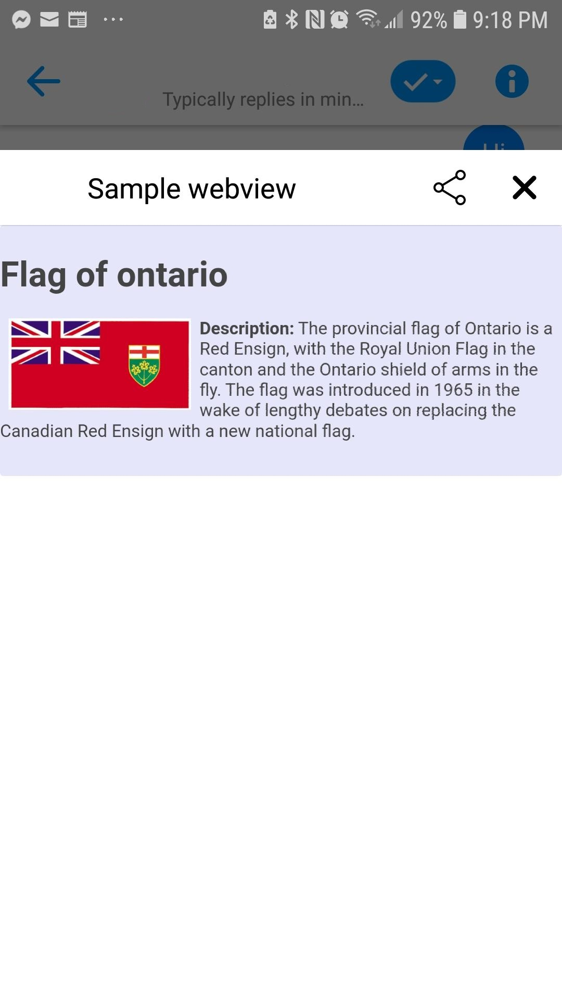 92% 9:18 PM
Typically replies in min...
Hi
Sample webview
Flag of ontario
Description: The provincial flag of Ontario is a
Red Ensign, with the Royal Union Flag in the
canton and the Ontario shield of arms in the
fly. The flag was introduced in 1965 in the
wake of lengthy debates on replacing the
Canadian Red Ensign with a new national flag.